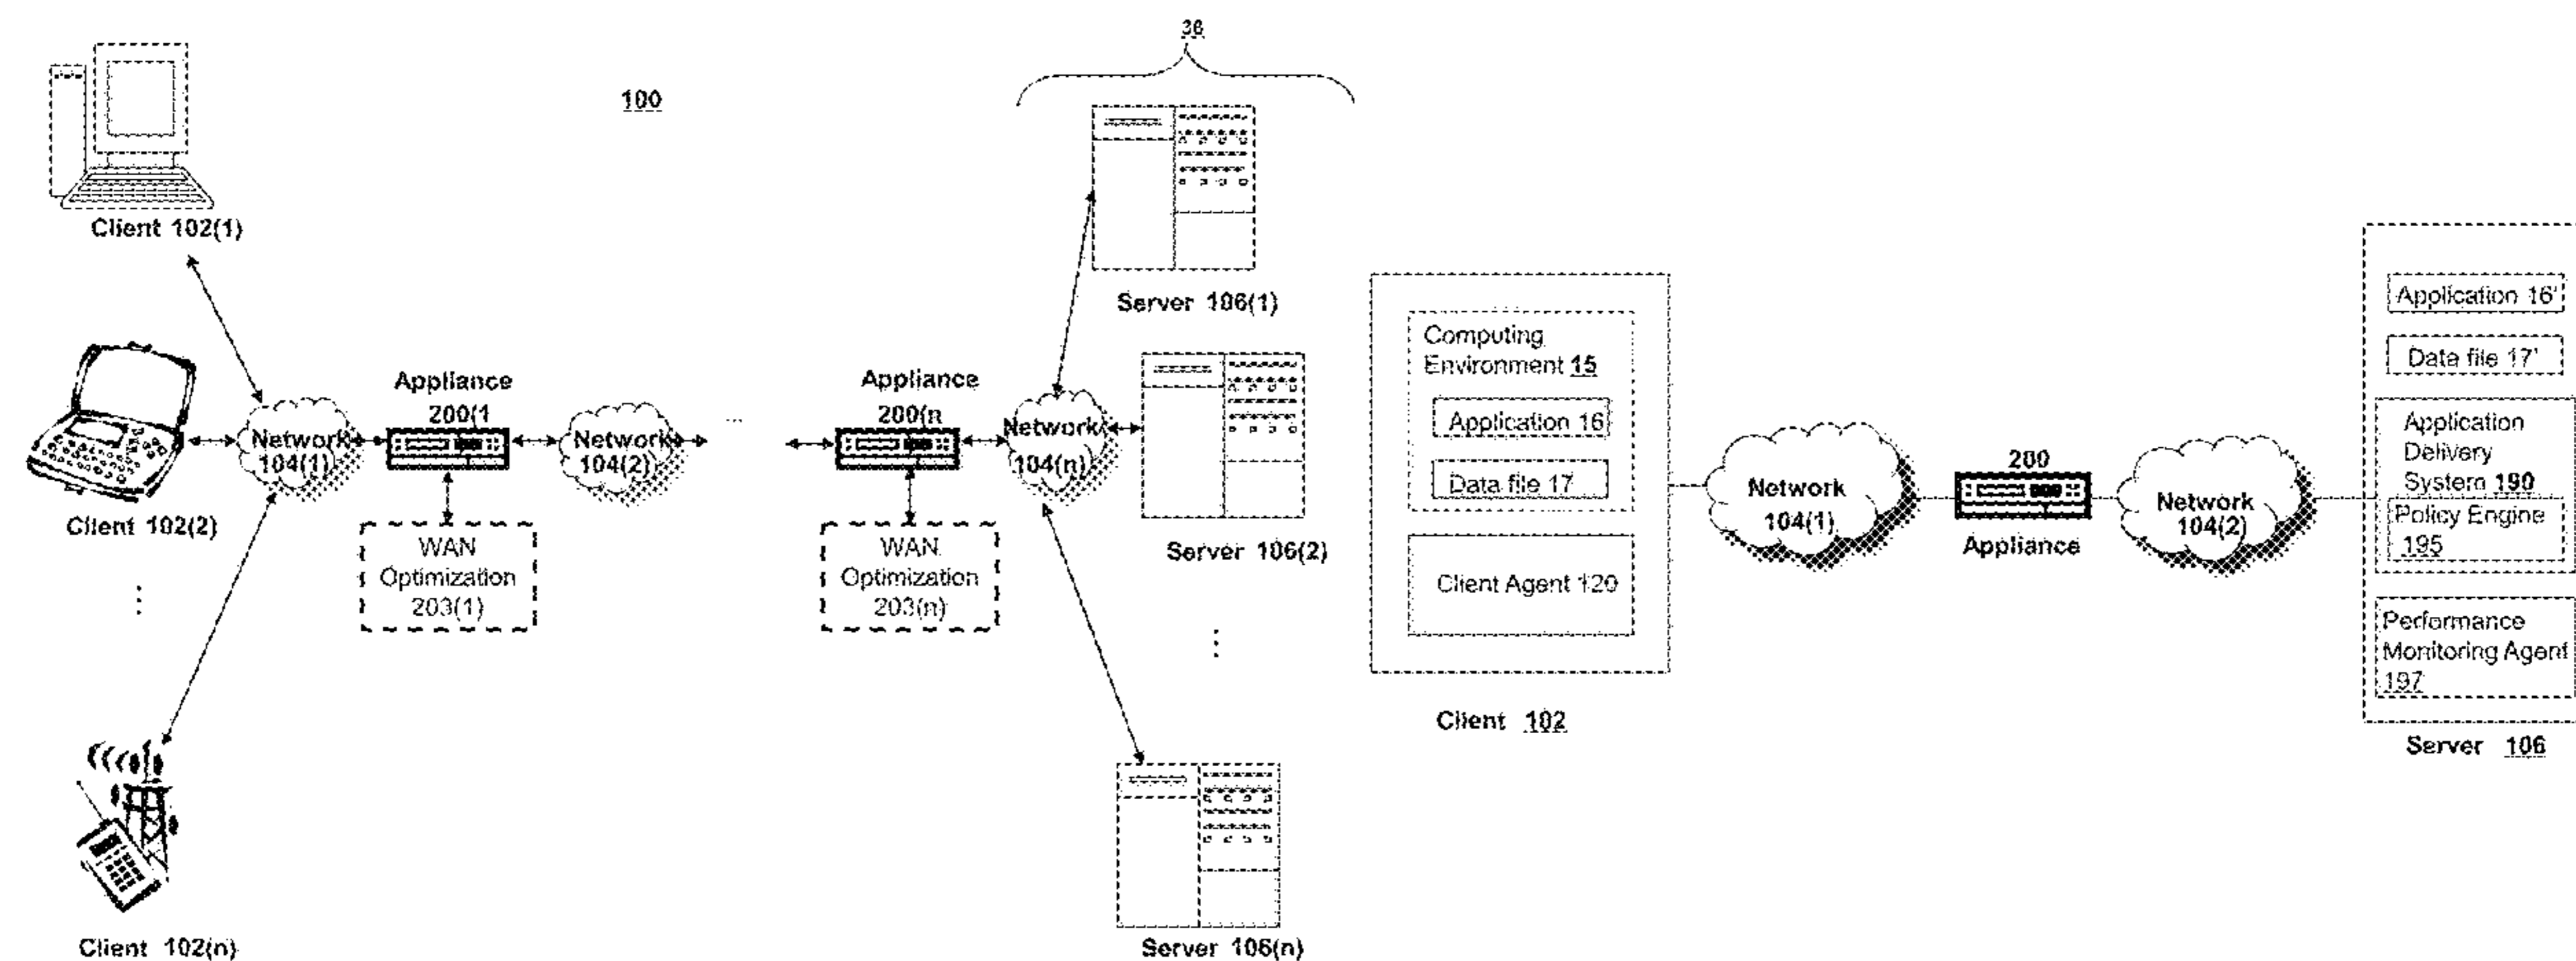 100
36
Client 102(1)
Client 102(2)
⋮
Client 102(n)
Network
104(1)
Appliance
200(1
WAN
Optimization
203(1)
Network
104(2)
...
Appliance
200(n
WAN
Optimization
203(n)
Network
104(n)
Server 106(1)
Server 106(2)
⋮
Server 106(n)
Computing
Environment 15
Application 16
Data file 17
Client Agent 120
Client 102
Network
104(1)
200
Appliance
Network
104(2)
Application 16'
Data file 17'
Application
Delivery
System 190
Policy Engine
195
Performance
Monitoring Agent
197
Server 106